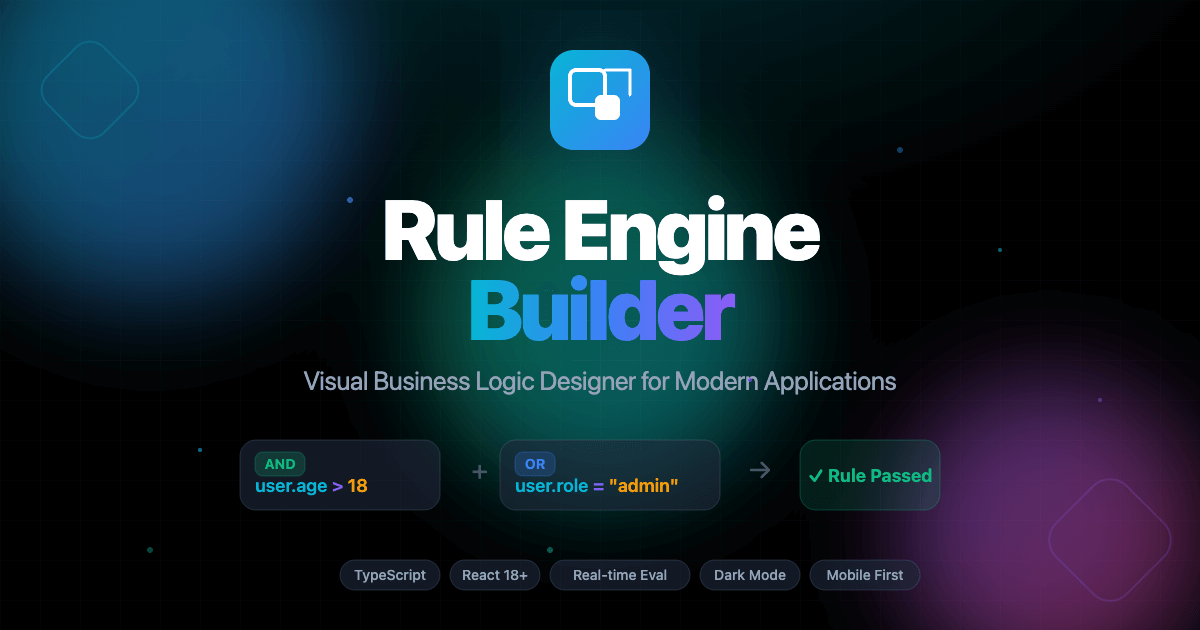 Rule Engine
Builder
Visual Business Logic Designer for Modern Applications
AND
user.age > 18
+
OR
user.role = "admin"
→
✓ Rule Passed
TypeScript
React 18+
Real-time Eval
Dark Mode
Mobile First